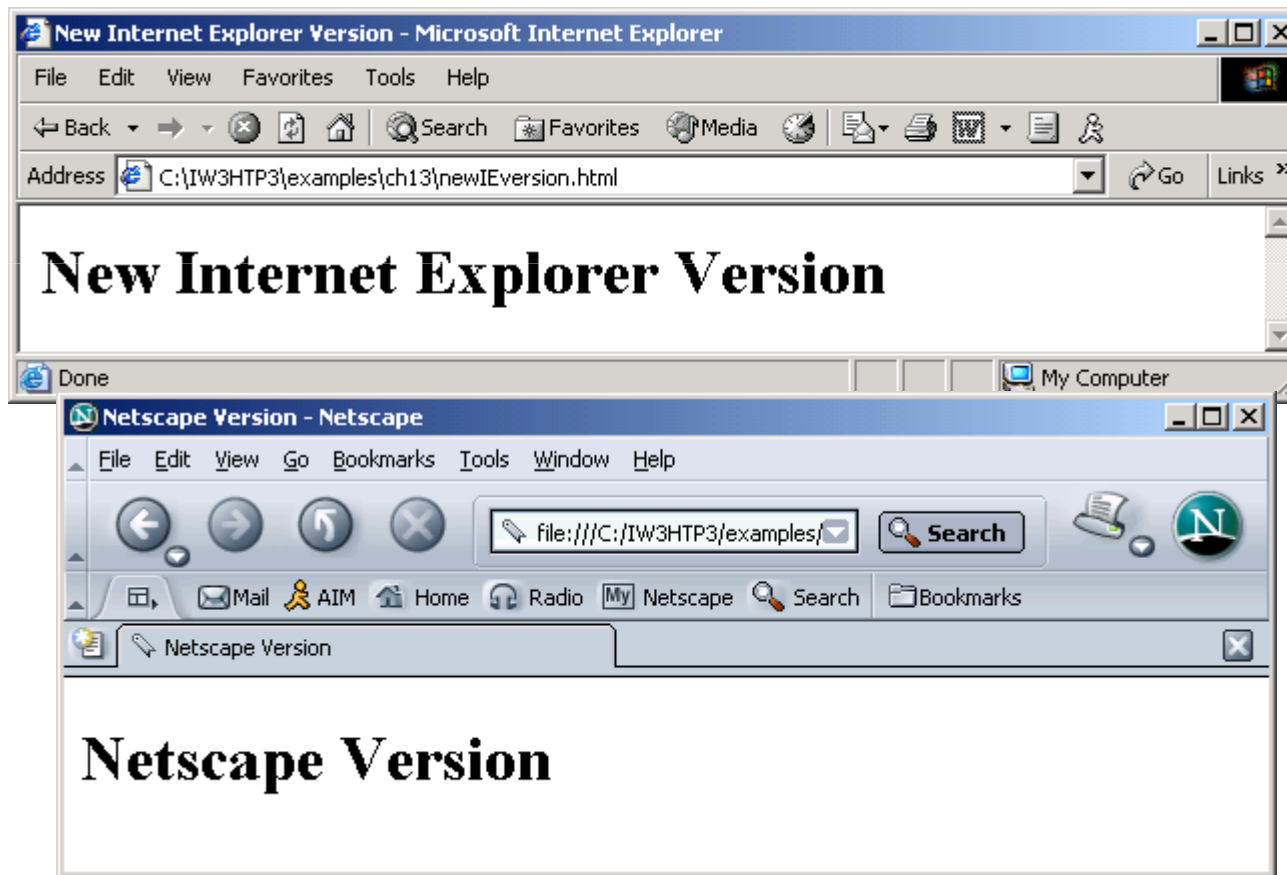 New Internet Explorer Version - Microsoft Internet Explorer
File Edit View Favorites Tools Help
Back Search Favorites Media W
Address C:\IW3HTP3\examples\ch13\newIEversion.html Go Links »
New Internet Explorer Version
Done My Computer
N Netscape Version - Netscape
File Edit View Go Bookmarks Tools Window Help
file:///C:/IW3HTP3/examples/ Search N
Mail AIM Home Radio My Netscape Search Bookmarks
Netscape Version
Netscape Version